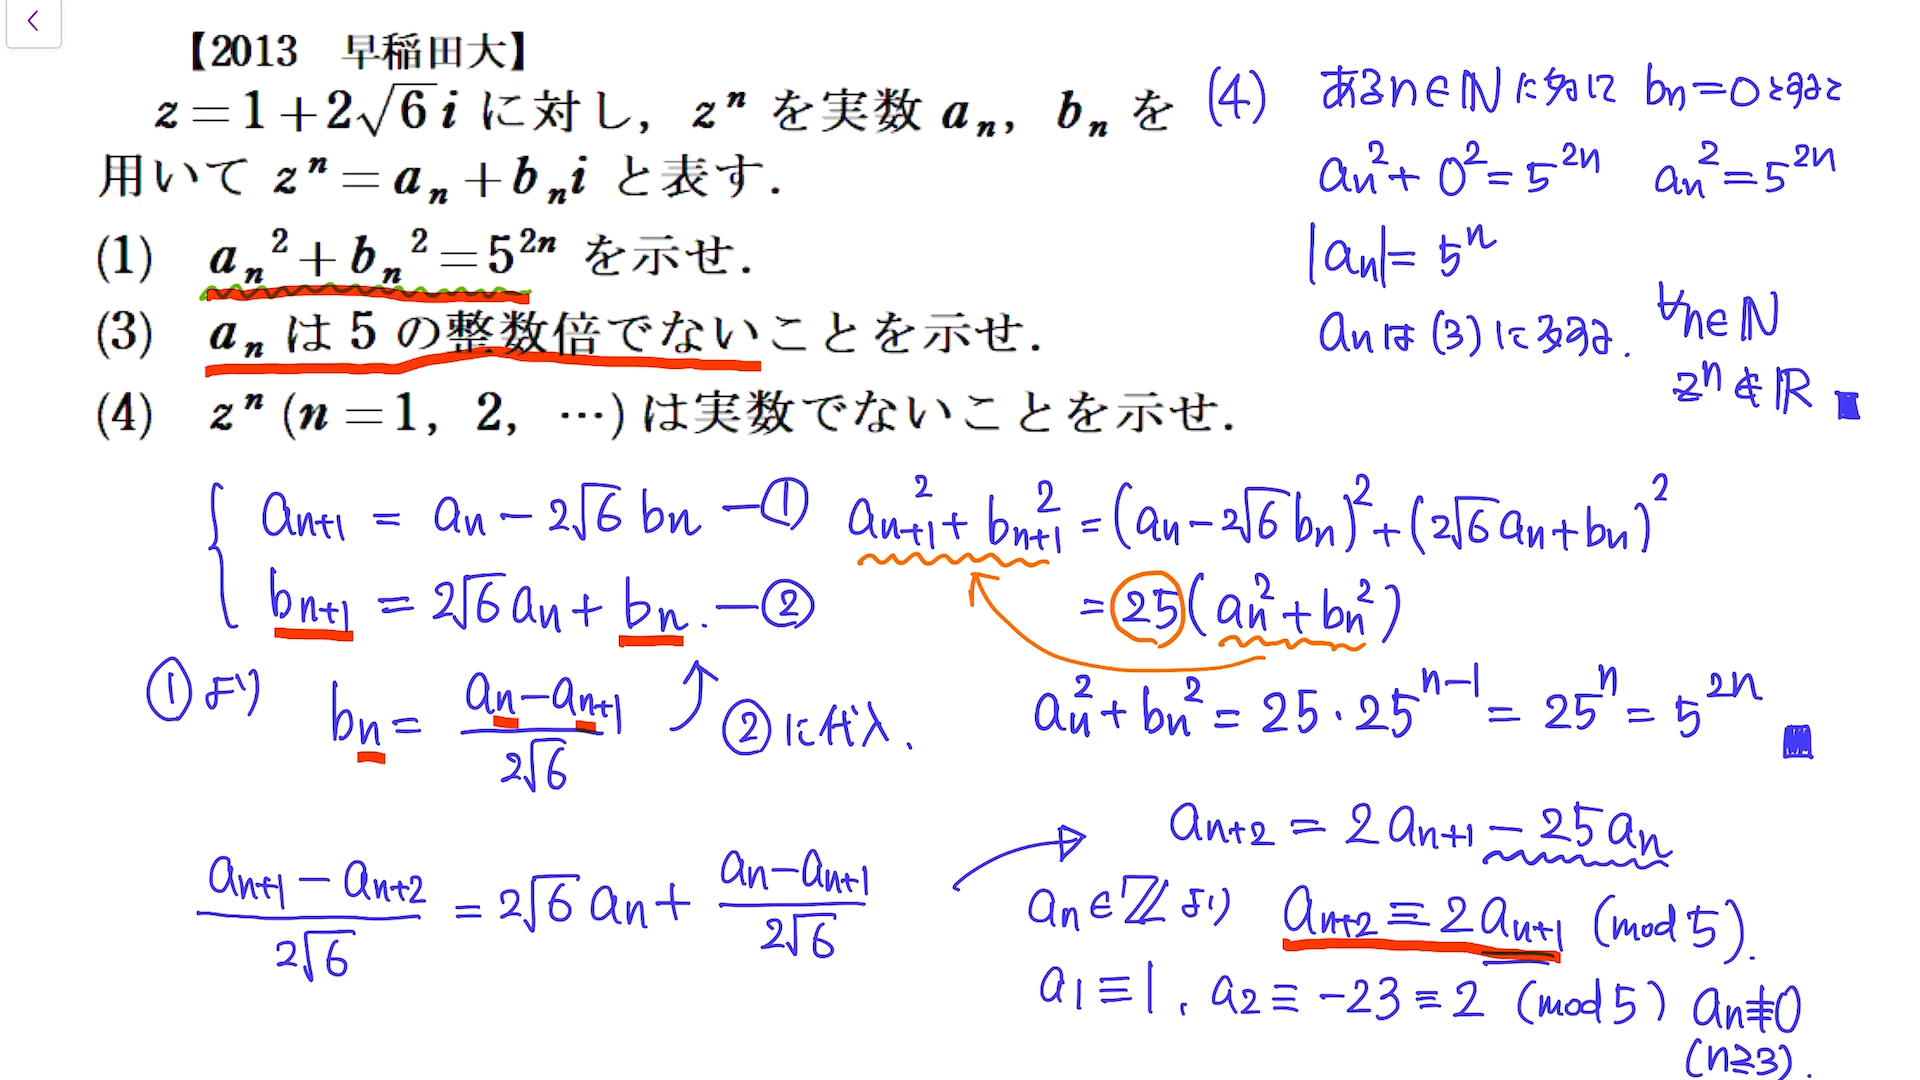 【2013 早稲田大】
z=1+2√6 i に対し，zⁿ を実数 aₙ，bₙ を
用いて zⁿ=aₙ+bₙi と表す．
(1) aₙ²+bₙ²=5²ⁿ を示せ．
(3) aₙ は 5 の整数倍でないことを示せ．
(4) zⁿ (n=1，2，…) は実数でないことを示せ．
(4) あるn∈ℕに対して bn=0とすると
an²+0²=5²ⁿ an²=5²ⁿ
|an|=5ⁿ
anは(3)に反する. ∀n∈ℕ
zⁿ∉ℝ
{ an+1 = an-2√6 bn —①
bn+1 = 2√6 an+bn. —②
①より bn= (an-an+1)/(2√6) ②に代入.
(an+1-an+2)/(2√6) = 2√6 an+(an-an+1)/(2√6)
an+1²+bn+1²=(an-2√6bn)²+(2√6an+bn)²
=25(an²+bn²)
an²+bn²=25·25ⁿ⁻¹=25ⁿ=5²ⁿ
an+2=2an+1-25an
an∈ℤより an+2≡2an+1 (mod 5).
a1≡1, a2≡-23≡2 (mod 5) an≢0
(n≧3).